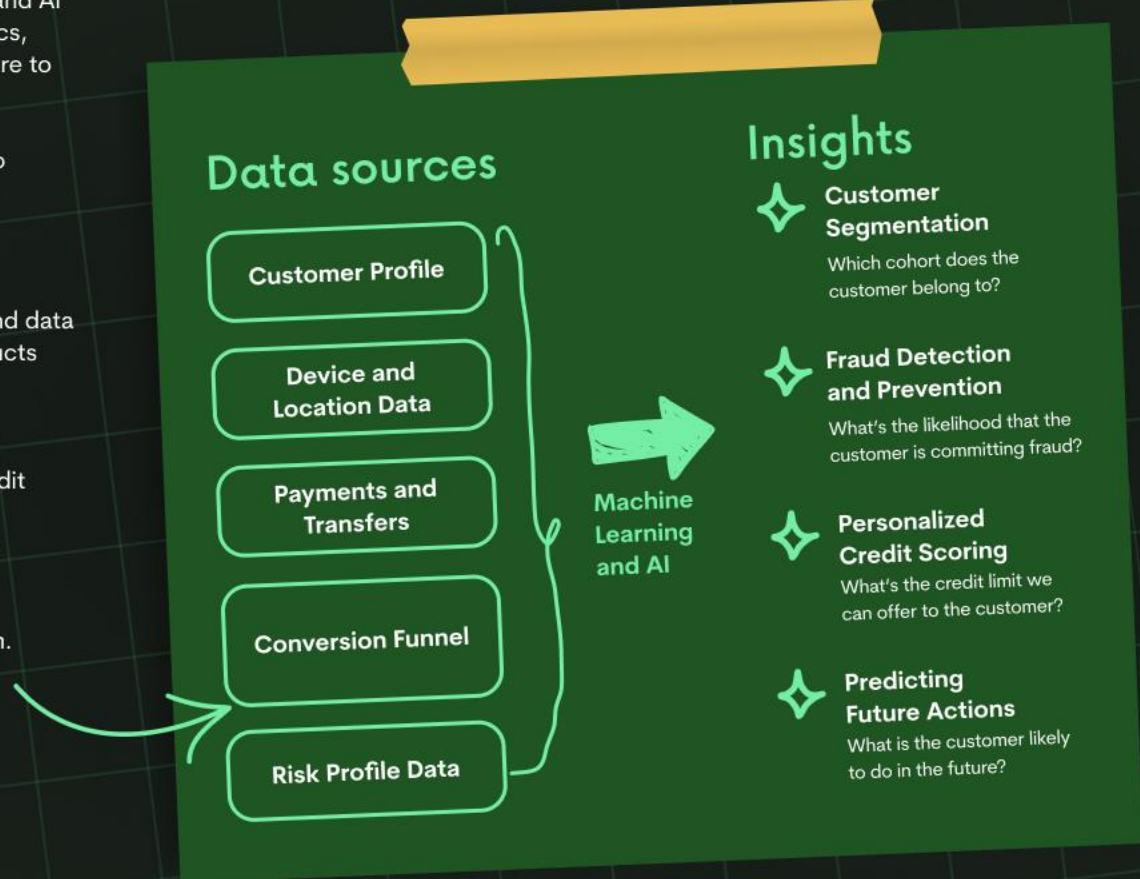 and AI
cs,
re to
nd data
ucts
dit
n.
Data sources
Customer Profile
Device and
Location Data
Payments and
Transfers
Conversion Funnel
Risk Profile Data
Machine
Learning
and AI
Insights
Customer
Segmentation
Which cohort does the
customer belong to?
Fraud Detection
and Prevention
What's the likelihood that the
customer is committing fraud?
Personalized
Credit Scoring
What's the credit limit we
can offer to the customer?
Predicting
Future Actions
What is the customer likely
to do in the future?